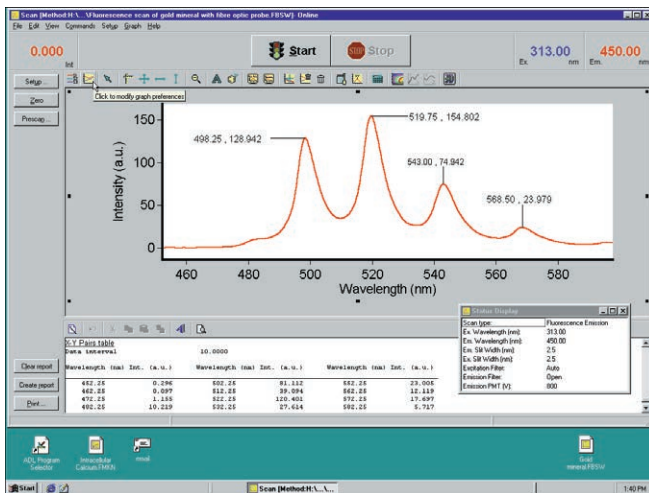 Scan [Method:H:\...\Fluorescence scan of gold mineral with fibre optic probe.FBSW]: Online
File Edit View Commands Setup Graph Help
0.000
Int
Start
Stop
313.00
Ex. nm
450.00
Em. nm
Setup...
Zero
Prescan...
Click to modify graph preferences
Intensity (a.u.)
150
100
50
0
498.25 , 128.942
519.75 , 154.802
543.00 , 74.942
568.50 , 23.979
460 480 500 520 540 560 580
Wavelength (nm)
Status Display
Scan type: Fluorescence Emission
Ex. Wavelength (nm): 313.00
Em. Wavelength (nm): 450.00
Em. Slit Width (nm): 2.5
Ex. Slit Width (nm): 2.5
Excitation Filter: Auto
Emission Filter: Open
Emission PMT (V): 800
X-Y Pairs table
Data interval 10.0000
Wavelength (nm) Int. (a.u.) Wavelength (nm) Int. (a.u.) Wavelength (nm) Int. (a.u.)
452.25 0.296 502.25 81.112 552.25 23.005
462.25 0.097 512.25 39.094 562.25 12.119
472.25 1.155 522.25 120.401 572.25 17.697
482.25 10.219 532.25 27.614 582.25 5.717
Clear report
Create report
Print...
ADL Program Selector
Intracellular Calcium.FMKN
Gold mineral.FBSW
Start
Scan [Method:H:\...\...
1:40 PM